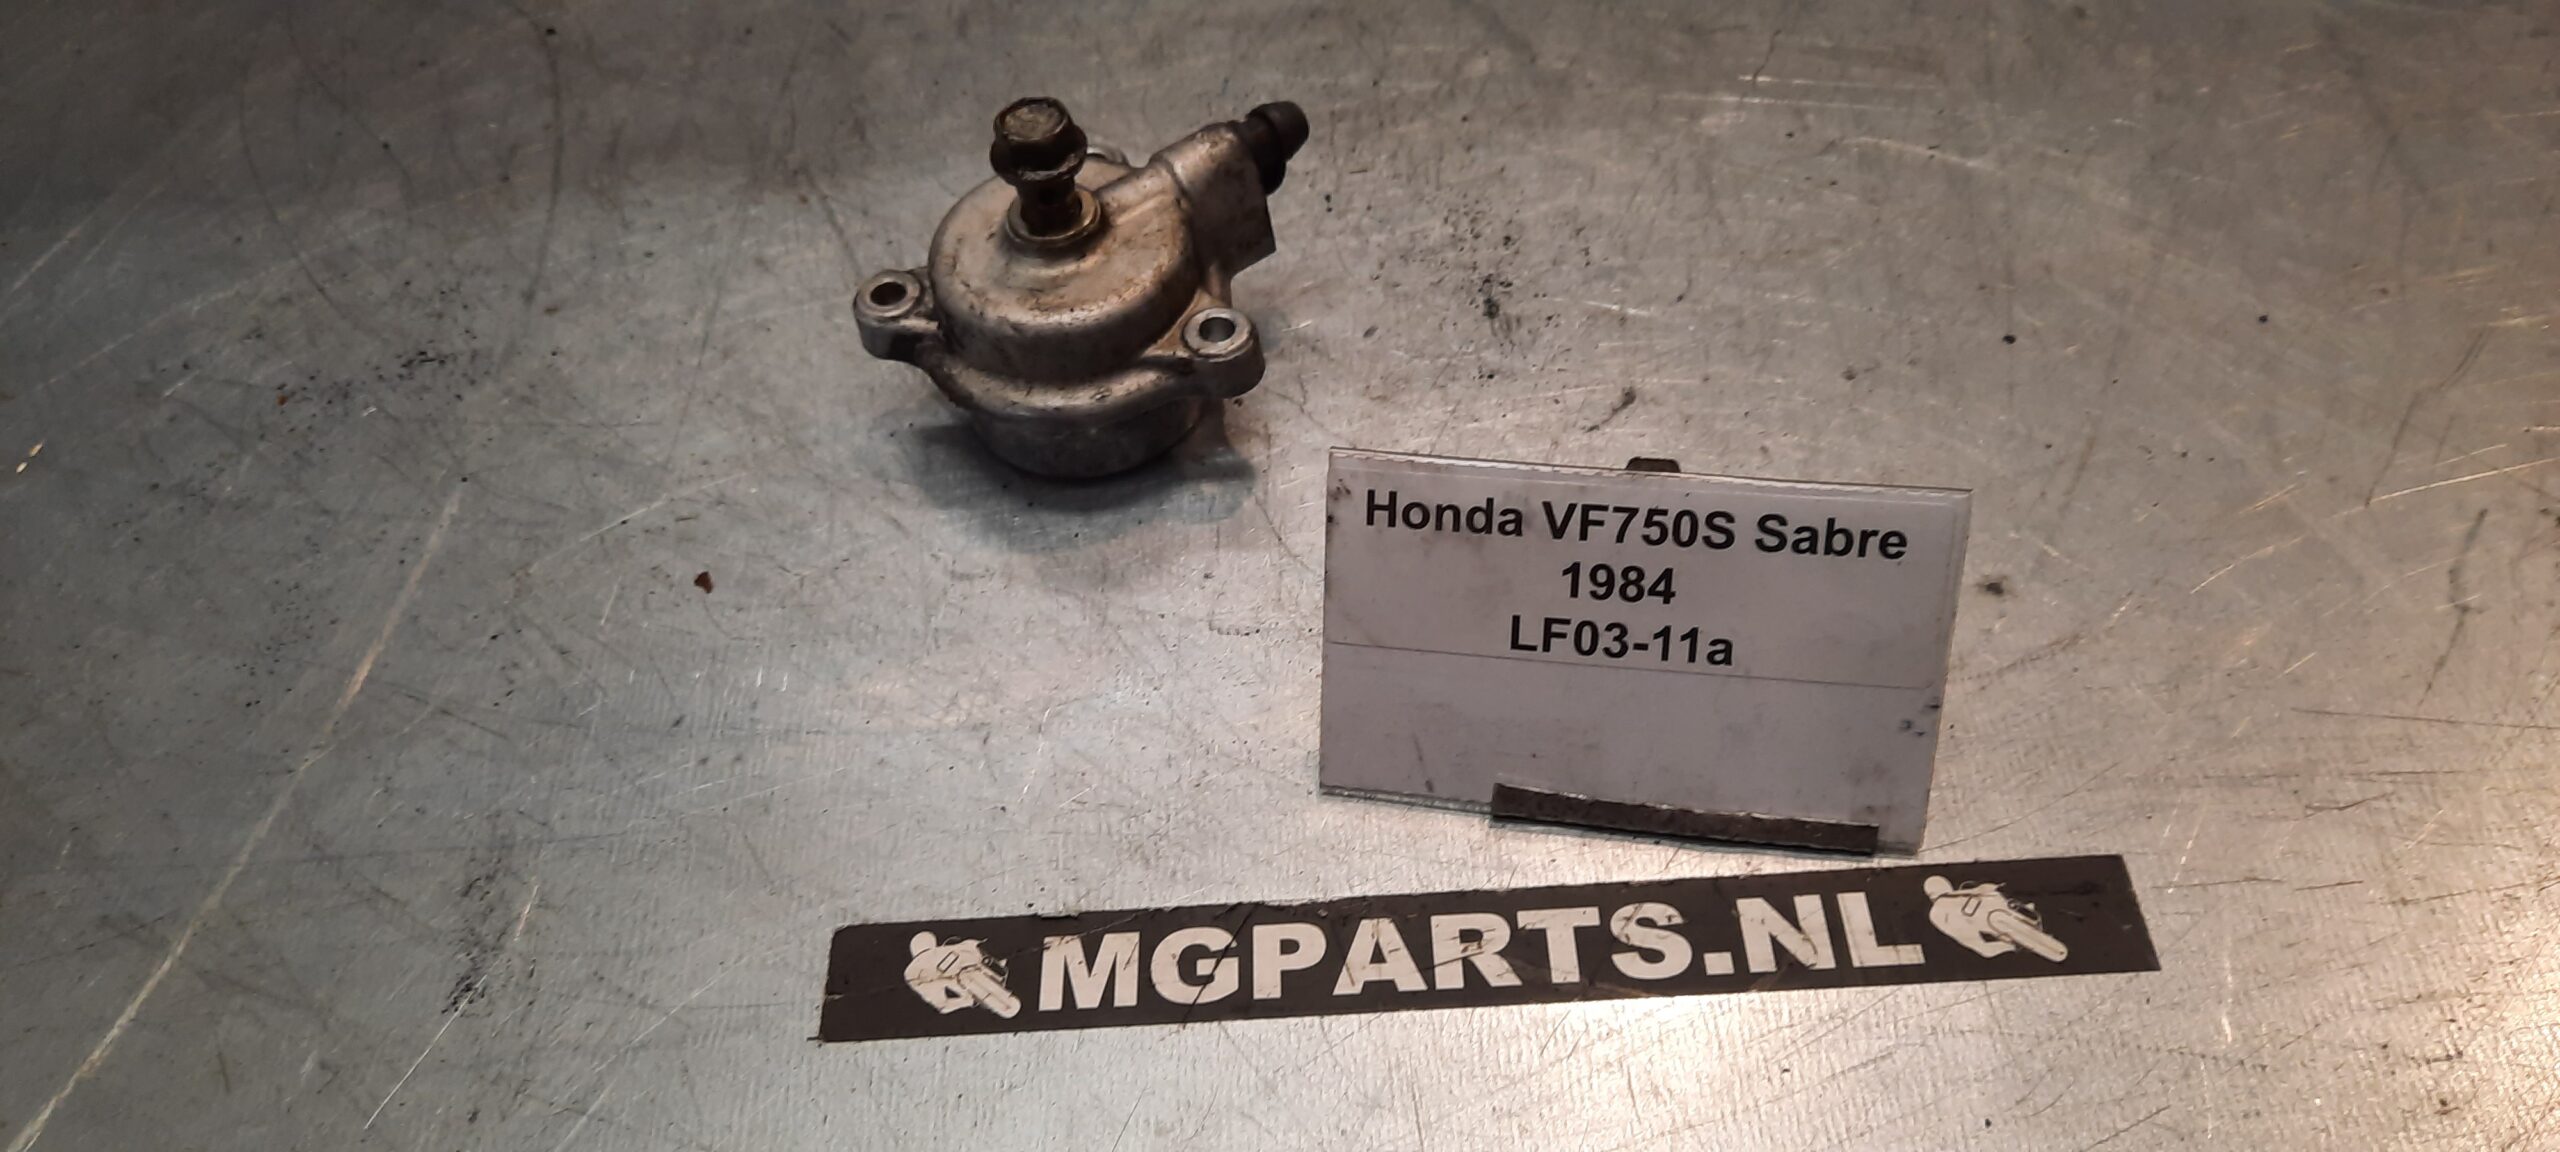 Honda VF750S Sabre
1984
LF03-11a
MGPARTS.NL